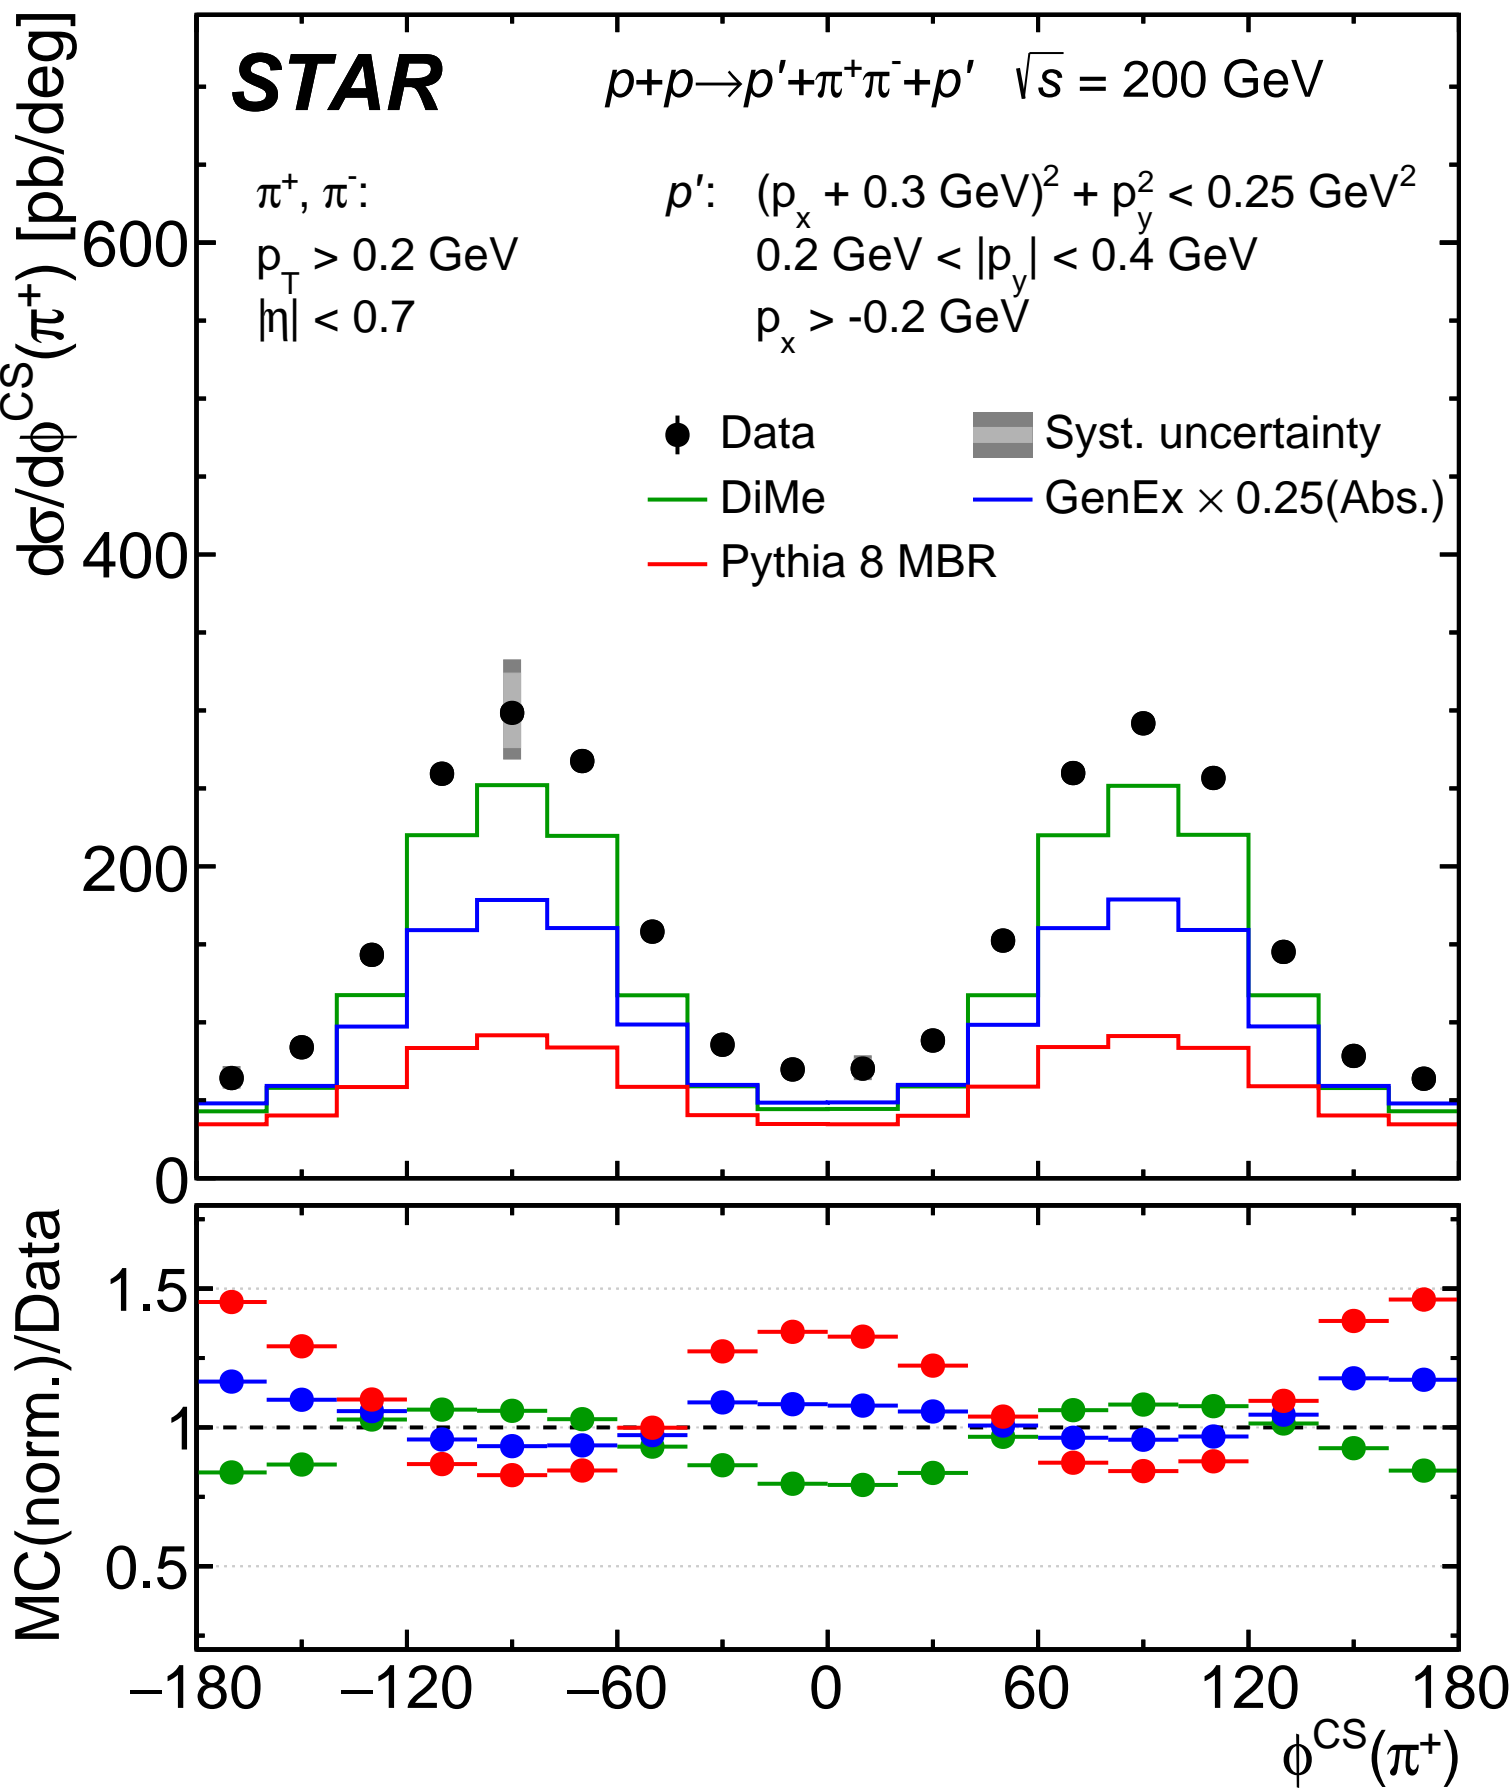 dσ/dϕ^CS(π⁺) [pb/deg]
STAR
p+p→p′+π⁺π⁻+p′ √s = 200 GeV
π⁺, π⁻:
p_T > 0.2 GeV
|η| < 0.7
p′: (p_x + 0.3 GeV)² + p_y² < 0.25 GeV²
0.2 GeV < |p_y| < 0.4 GeV
p_x > -0.2 GeV
Data
Syst. uncertainty
DiMe
GenEx × 0.25(Abs.)
Pythia 8 MBR
600
400
200
0
MC(norm.)/Data
1.5
1
0.5
−180 −120 −60 0 60 120 180
ϕ^CS(π⁺)